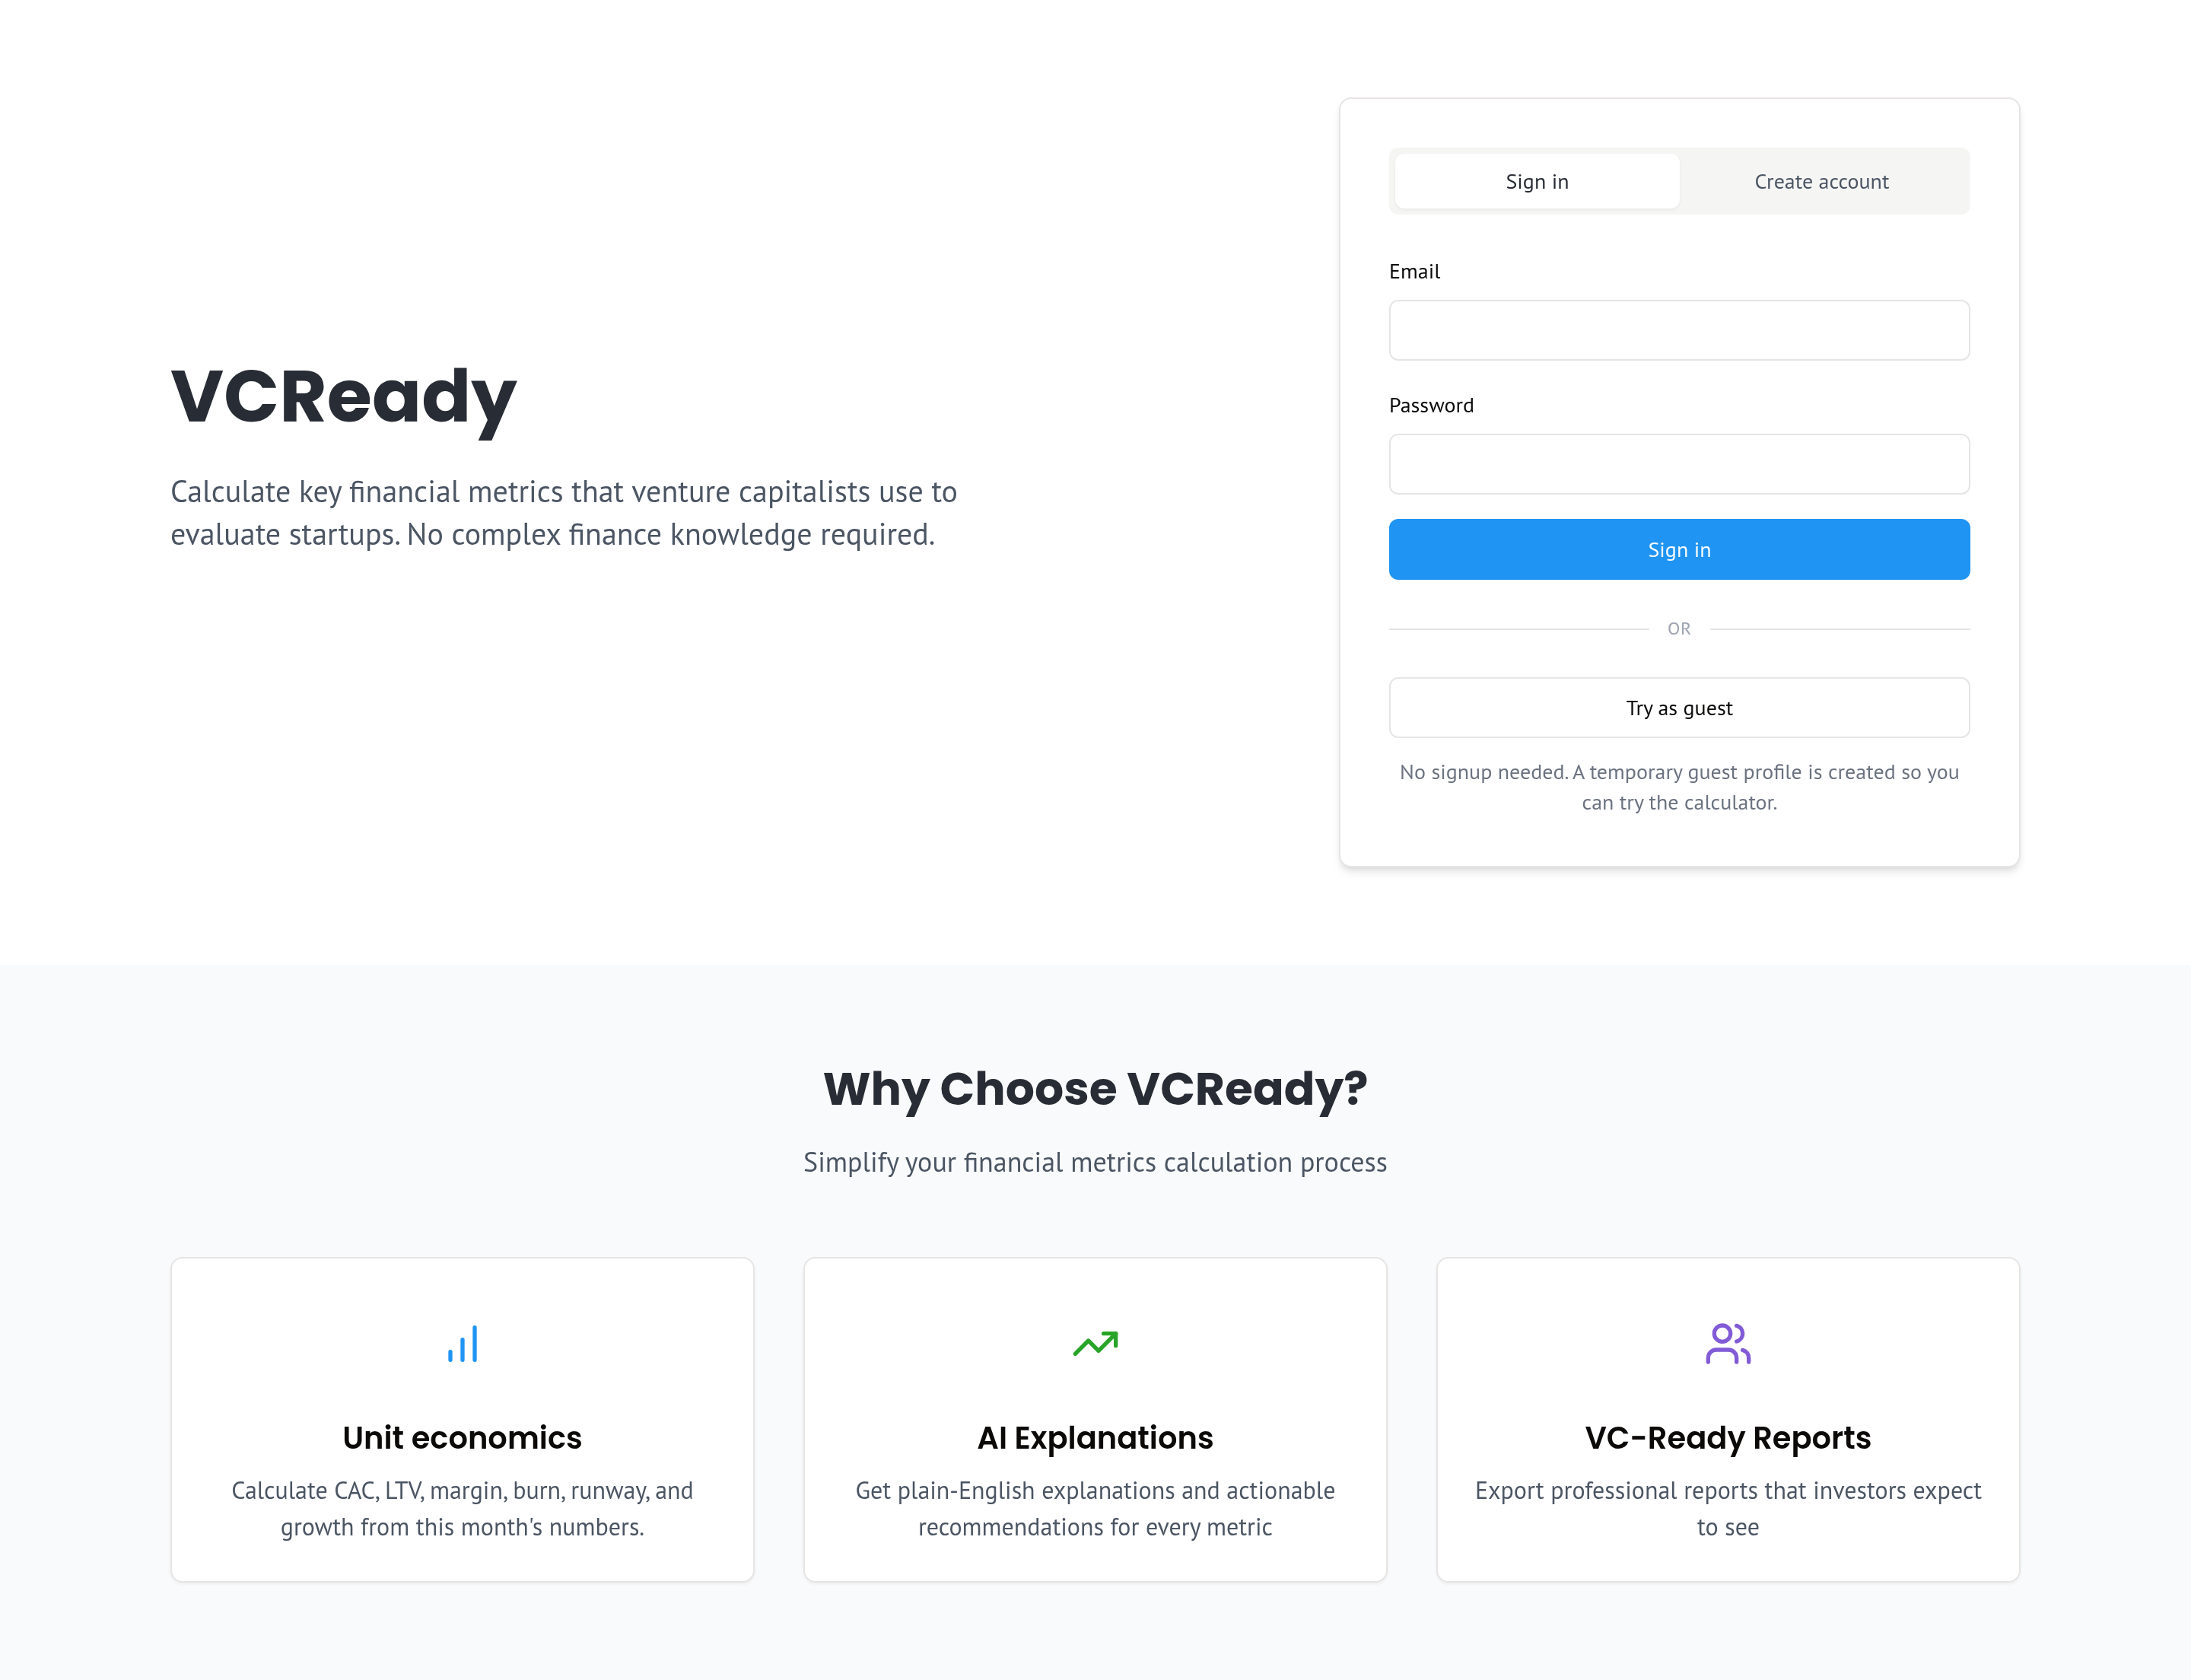 VCReady
Calculate key financial metrics that venture capitalists use to
evaluate startups. No complex finance knowledge required.
Sign in
Create account
Email
Password
Sign in
OR
Try as guest
No signup needed. A temporary guest profile is created so you
can try the calculator.
Why Choose VCReady?
Simplify your financial metrics calculation process
Unit economics
Calculate CAC, LTV, margin, burn, runway, and
growth from this month's numbers.
AI Explanations
Get plain-English explanations and actionable
recommendations for every metric
VC-Ready Reports
Export professional reports that investors expect
to see